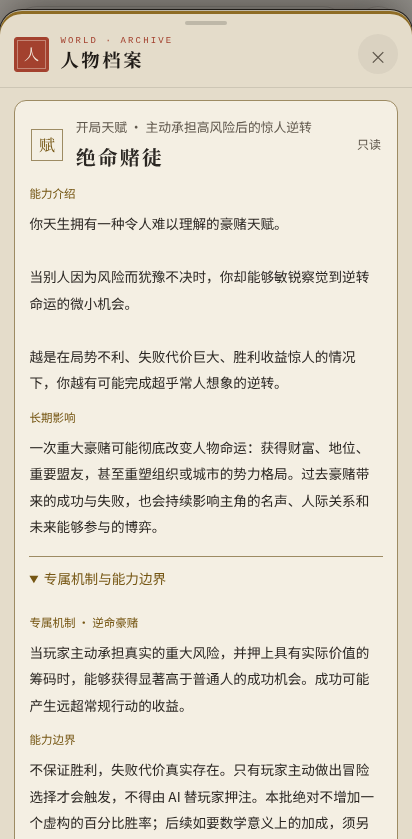 人
WORLD · ARCHIVE
人物档案
赋
开局天赋 · 主动承担高风险后的惊人逆转
绝命赌徒
只读
能力介绍
你天生拥有一种令人难以理解的豪赌天赋。
当别人因为风险而犹豫不决时，你却能够敏锐察觉到逆转
命运的微小机会。
越是在局势不利、失败代价巨大、胜利收益惊人的情况
下，你越有可能完成超乎常人想象的逆转。
长期影响
一次重大豪赌可能彻底改变人物命运：获得财富、地位、
重要盟友，甚至重塑组织或城市的势力格局。过去豪赌带
来的成功与失败，也会持续影响主角的名声、人际关系和
未来能够参与的博弈。
▼ 专属机制与能力边界
专属机制 · 逆命豪赌
当玩家主动承担真实的重大风险，并押上具有实际价值的
筹码时，能够获得显著高于普通人的成功机会。成功可能
产生远超常规行动的收益。
能力边界
不保证胜利，失败代价真实存在。只有玩家主动做出冒险
选择才会触发，不得由 AI 替玩家押注。本批绝对不增加一
个虚构的百分比胜率；后续如要数学意义上的加成，须另